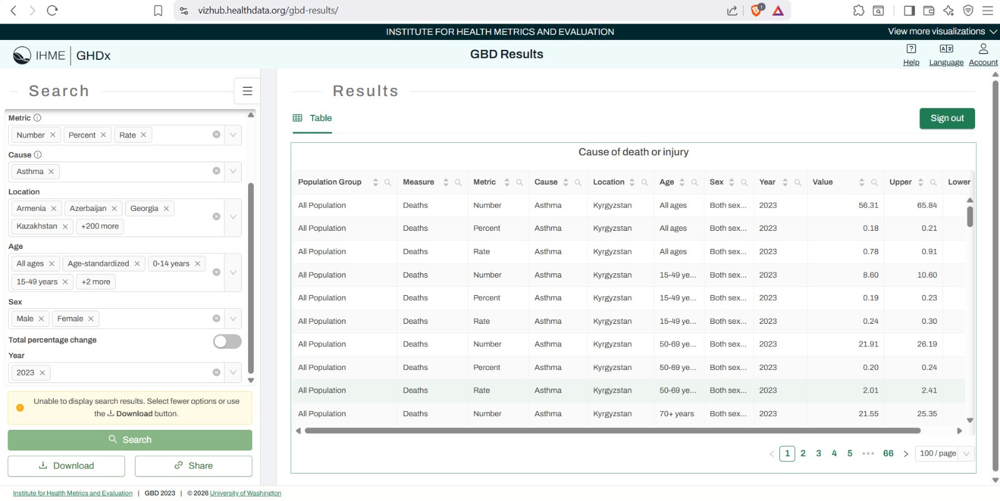 vizhub.healthdata.org/gbd-results/
1
INSTITUTE FOR HEALTH METRICS AND EVALUATION
View more visualizations
IHME | GHDx
GBD Results
Help
Language
Account
Search
Metric
Number × Percent × Rate ×
Cause
Asthma ×
Location
Armenia × Azerbaijan × Georgia ×
Kazakhstan × +200 more
Age
All ages × Age-standardized × 0-14 years ×
15-49 years × +2 more
Sex
Male × Female ×
Total percentage change
Year
2023 ×
Unable to display search results. Select fewer options or use
the Download button.
Search
Download
Share
Results
Table
Sign out
Cause of death or injury
Population Group Measure Metric Cause Location Age Sex Year Value Upper Lower
All Population Deaths Number Asthma Kyrgyzstan All ages Both sex... 2023 56.31 65.84
All Population Deaths Percent Asthma Kyrgyzstan All ages Both sex... 2023 0.18 0.21
All Population Deaths Rate Asthma Kyrgyzstan All ages Both sex... 2023 0.78 0.91
All Population Deaths Number Asthma Kyrgyzstan 15-49 ye... Both sex... 2023 8.60 10.60
All Population Deaths Percent Asthma Kyrgyzstan 15-49 ye... Both sex... 2023 0.19 0.23
All Population Deaths Rate Asthma Kyrgyzstan 15-49 ye... Both sex... 2023 0.24 0.30
All Population Deaths Number Asthma Kyrgyzstan 50-69 ye... Both sex... 2023 21.91 26.19
All Population Deaths Percent Asthma Kyrgyzstan 50-69 ye... Both sex... 2023 0.20 0.24
All Population Deaths Rate Asthma Kyrgyzstan 50-69 ye... Both sex... 2023 2.01 2.41
All Population Deaths Number Asthma Kyrgyzstan 70+ years Both sex... 2023 21.55 25.35
< 1 2 3 4 5 ••• 66 > 100 / page
Institute for Health Metrics and Evaluation | GBD 2023 | © 2026 University of Washington